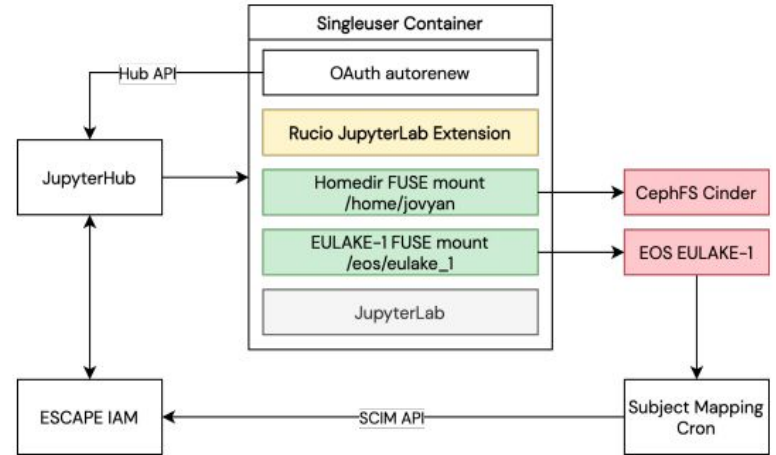 Singleuser Container
Hub API
OAuth autorenew
Rucio JupyterLab Extension
JupyterHub
Homedir FUSE mount
/home/jovyan
CephFS Cinder
EULAKE-1 FUSE mount
/eos/eulake_1
EOS EULAKE-1
JupyterLab
ESCAPE IAM
SCIM API
Subject Mapping
Cron